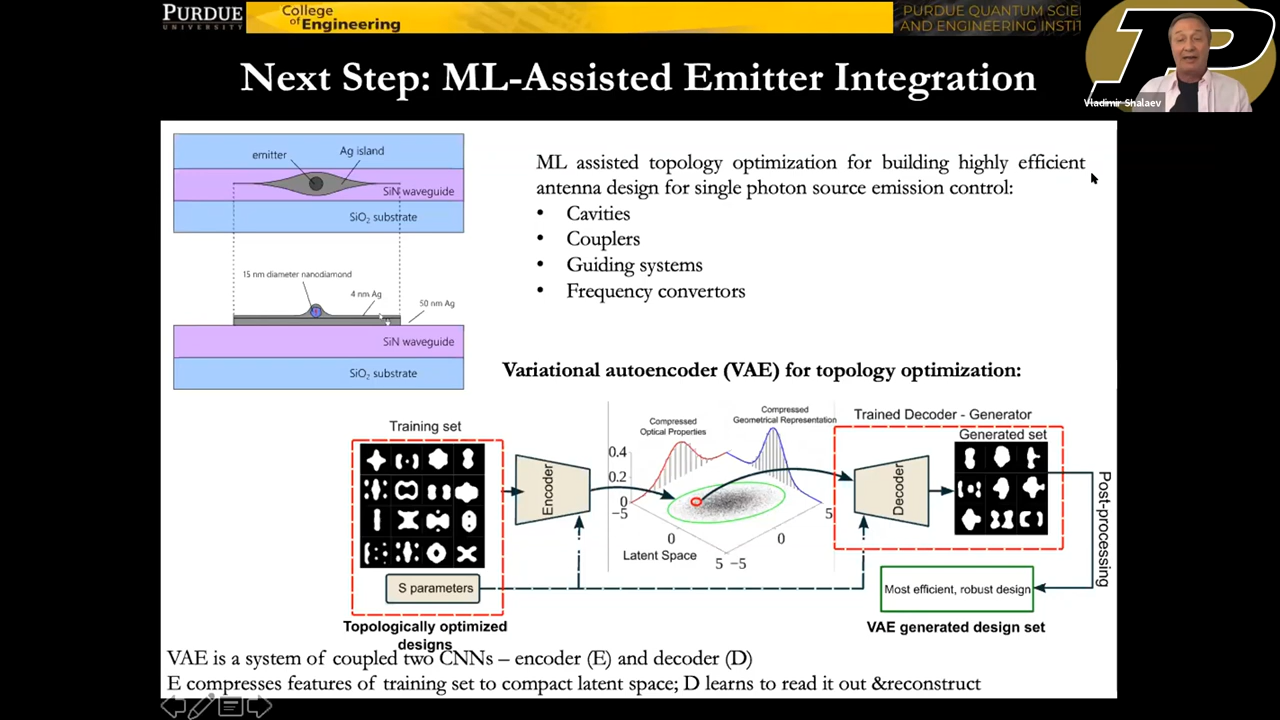 PURDUE
UNIVERSITY
College
of Engineering
PURDUE QUANTUM SCI
AND ENGINEERING INSTI
Vladimir Shalaev
Next Step: ML-Assisted Emitter Integration
emitter
Ag island
SiN waveguide
SiO2 substrate
15 nm diameter nanodiamond
4 nm Ag
50 nm Ag
SiN waveguide
SiO2 substrate
ML assisted topology optimization for building highly efficient
antenna design for single photon source emission control:
• Cavities
• Couplers
• Guiding systems
• Frequency convertors
Variational autoencoder (VAE) for topology optimization:
Training set
Encoder
S parameters
Topologically optimized
designs
Compressed
Optical Properties
Compressed
Geometrical Representation
0.4
0.2
0
−5
0
5
−5
0
5
Latent Space
Trained Decoder - Generator
Generated set
Decoder
Post-processing
Most efficient, robust design
VAE generated design set
VAE is a system of coupled two CNNs – encoder (E) and decoder (D)
E compresses features of training set to compact latent space; D learns to read it out &reconstruct